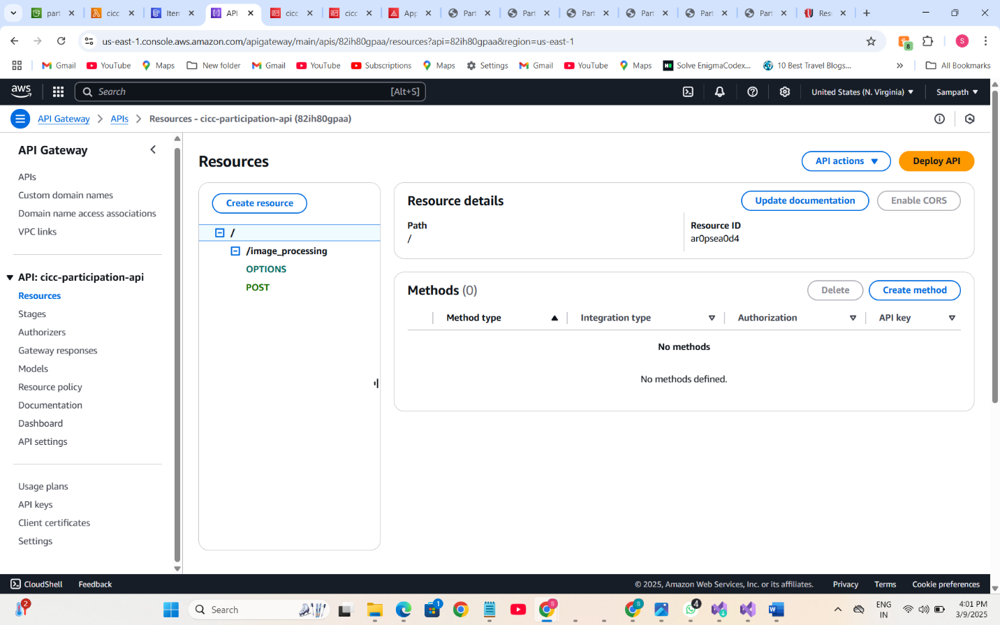 part
cicc
Iten
API
cicc
cicc
App
Part
Part
Part
Part
Part
Part
Resu
us-east-1.console.aws.amazon.com/apigateway/main/apis/82ih80gpaa/resources?api=82ih80gpaa&region=us-east-1
8
S
Gmail
YouTube
Maps
New folder
Gmail
YouTube
Subscriptions
Maps
Settings
Gmail
YouTube
Maps
Solve EnigmaCodex...
10 Best Travel Blogs...
All Bookmarks
aws
Search
[Alt+S]
United States (N. Virginia)
Sampath
API Gateway
APIs
Resources - cicc-participation-api (82ih80gpaa)
API Gateway
APIs
Custom domain names
Domain name access associations
VPC links
API: cicc-participation-api
Resources
Stages
Authorizers
Gateway responses
Models
Resource policy
Documentation
Dashboard
API settings
Usage plans
API keys
Client certificates
Settings
Resources
API actions
Deploy API
Create resource
/
/image_processing
OPTIONS
POST
Resource details
Update documentation
Enable CORS
Path
/
Resource ID
ar0psea0d4
Methods (0)
Delete
Create method
Method type
Integration type
Authorization
API key
No methods
No methods defined.
CloudShell
Feedback
© 2025, Amazon Web Services, Inc. or its affiliates.
Privacy
Terms
Cookie preferences
2
Search
1
S
S
4
ENG
IN
4:01 PM
3/9/2025